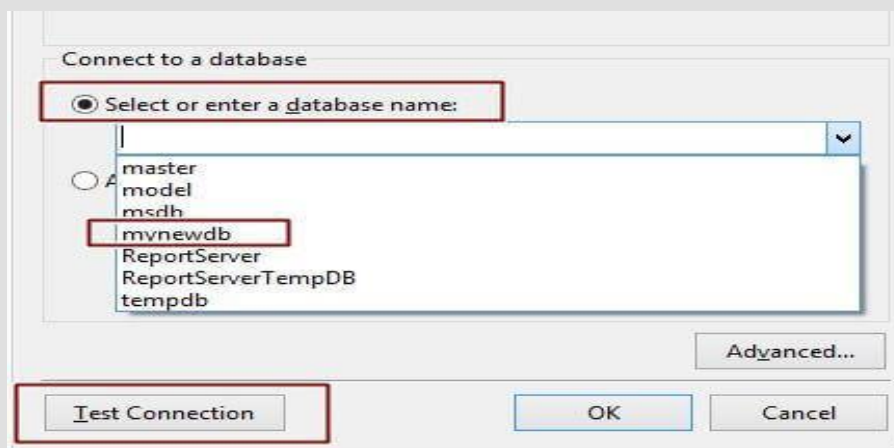 Connect to a database
Select or enter a database name:
master
A
model
msdb
mynewdb
ReportServer
ReportServerTempDB
tempdb
Advanced...
Test Connection
OK
Cancel